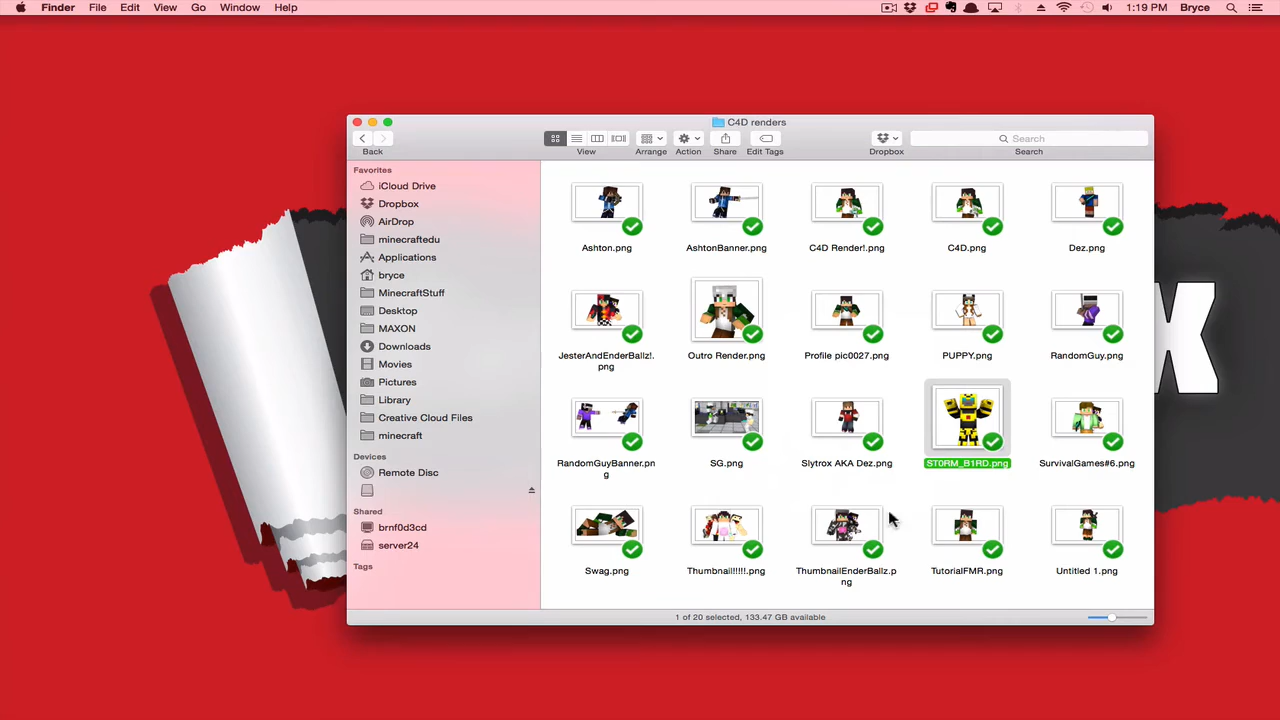 Finder File Edit View Go Window Help 1:19 PM Bryce
C4D renders
Search
Back View Arrange Action Share Edit Tags Dropbox Search
Favorites
iCloud Drive
Dropbox
AirDrop
minecraftedu
Applications
bryce
MinecraftStuff
Desktop
MAXON
Downloads
Movies
Pictures
Library
Creative Cloud Files
minecraft
Devices
Remote Disc
Shared
brnf0d3cd
server24
Tags
Ashton.png AshtonBanner.png C4D Render!.png C4D.png Dez.png
JesterAndEnderBallz!. Outro Render.png Profile pic0027.png PUPPY.png RandomGuy.png
png
RandomGuyBanner.pn SG.png Slytrox AKA Dez.png ST0RM_B1RD.png SurvivalGames#6.png
g
Swag.png Thumbnail!!!!!.png ThumbnailEnderBallz.p TutorialFMR.png Untitled 1.png
ng
1 of 20 selected, 133.47 GB available
X